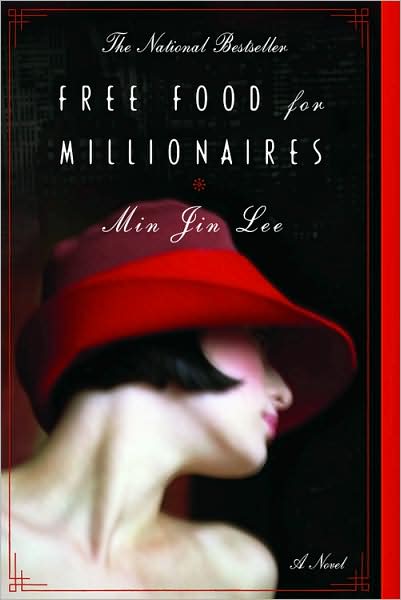 The National Bestseller
FREE FOOD for
MILLIONAIRES
Min Jin Lee
A Novel